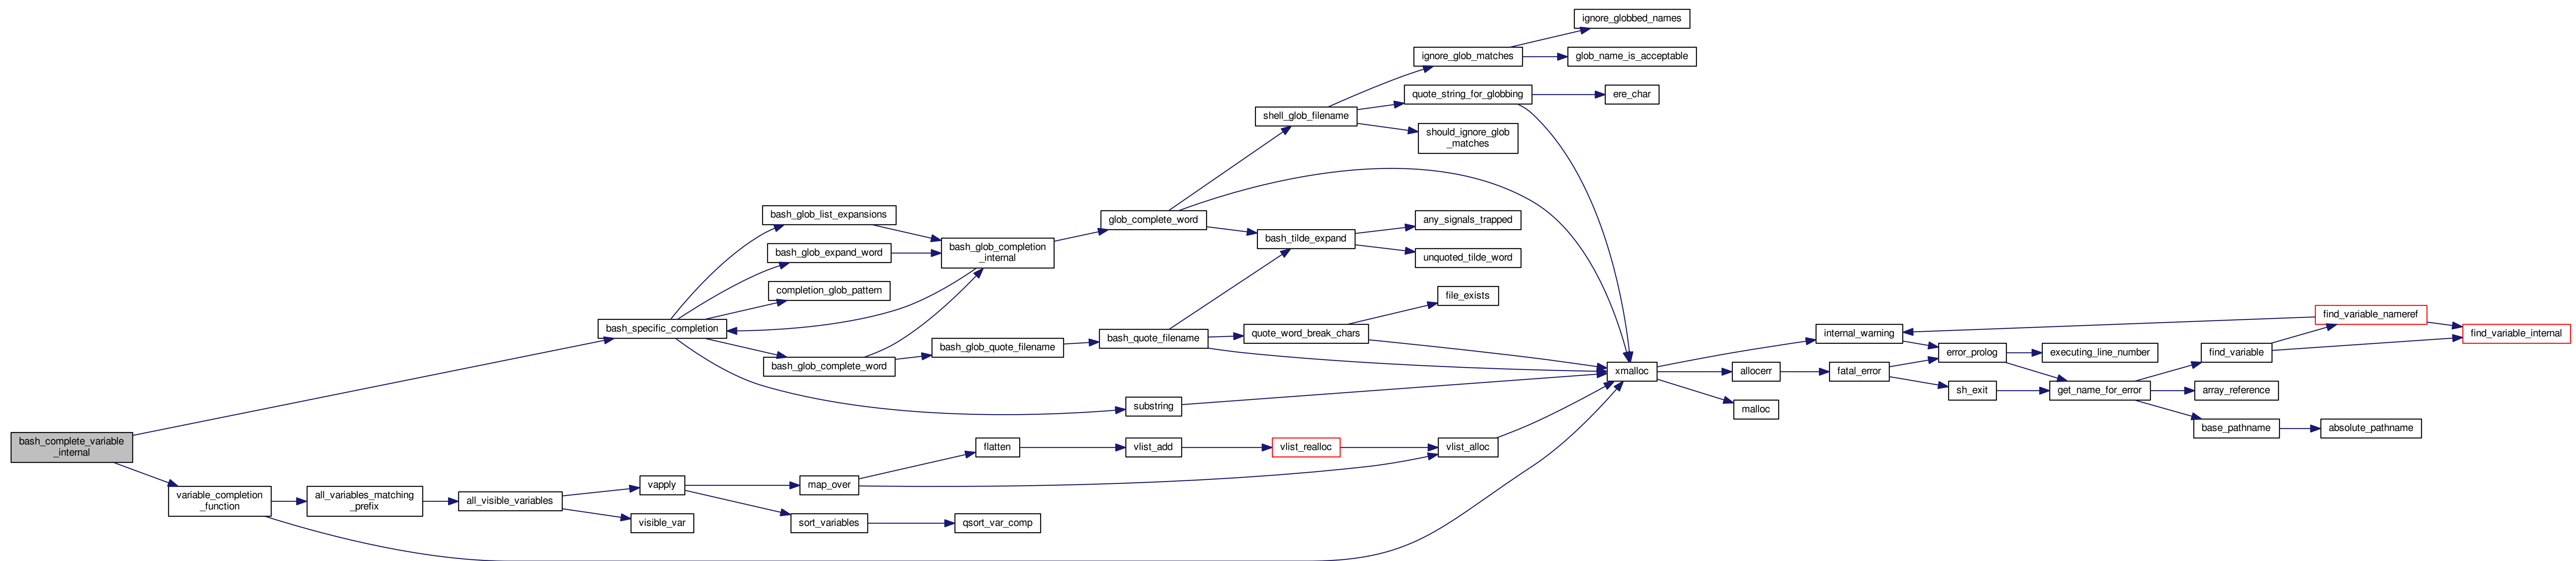 ignore_globbed_names
ignore_glob_matches
glob_name_is_acceptable
quote_string_for_globbing
ere_char
shell_glob_filename
should_ignore_glob
_matches
bash_glob_list_expansions
glob_complete_word
any_signals_trapped
bash_tilde_expand
bash_glob_expand_word
bash_glob_completion
_internal
unquoted_tilde_word
completion_glob_pattern
file_exists
find_variable_nameref
bash_specific_completion
quote_word_break_chars
internal_warning
find_variable_internal
bash_glob_quote_filename
bash_quote_filename
error_prolog
executing_line_number
find_variable
bash_glob_complete_word
xmalloc
allocerr
fatal_error
sh_exit
get_name_for_error
array_reference
substring
malloc
base_pathname
absolute_pathname
bash_complete_variable
_internal
flatten
vlist_add
vlist_realloc
vlist_alloc
variable_completion
_function
all_variables_matching
_prefix
all_visible_variables
vapply
map_over
visible_var
sort_variables
qsort_var_comp